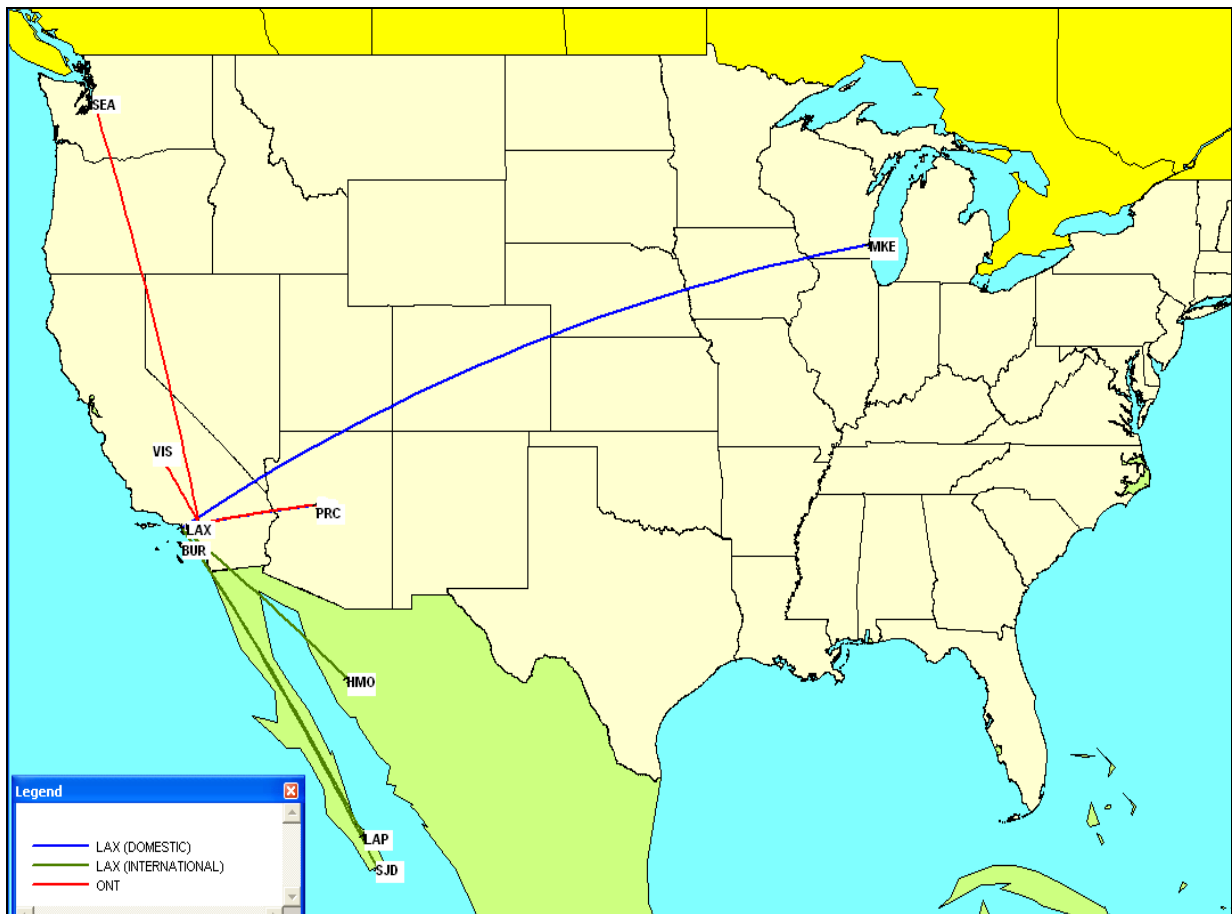 SEA
MKE
VIS
PRC
LAX
BUR
HMO
LAP
SJD
Legend
LAX (DOMESTIC)
LAX (INTERNATIONAL)
ONT